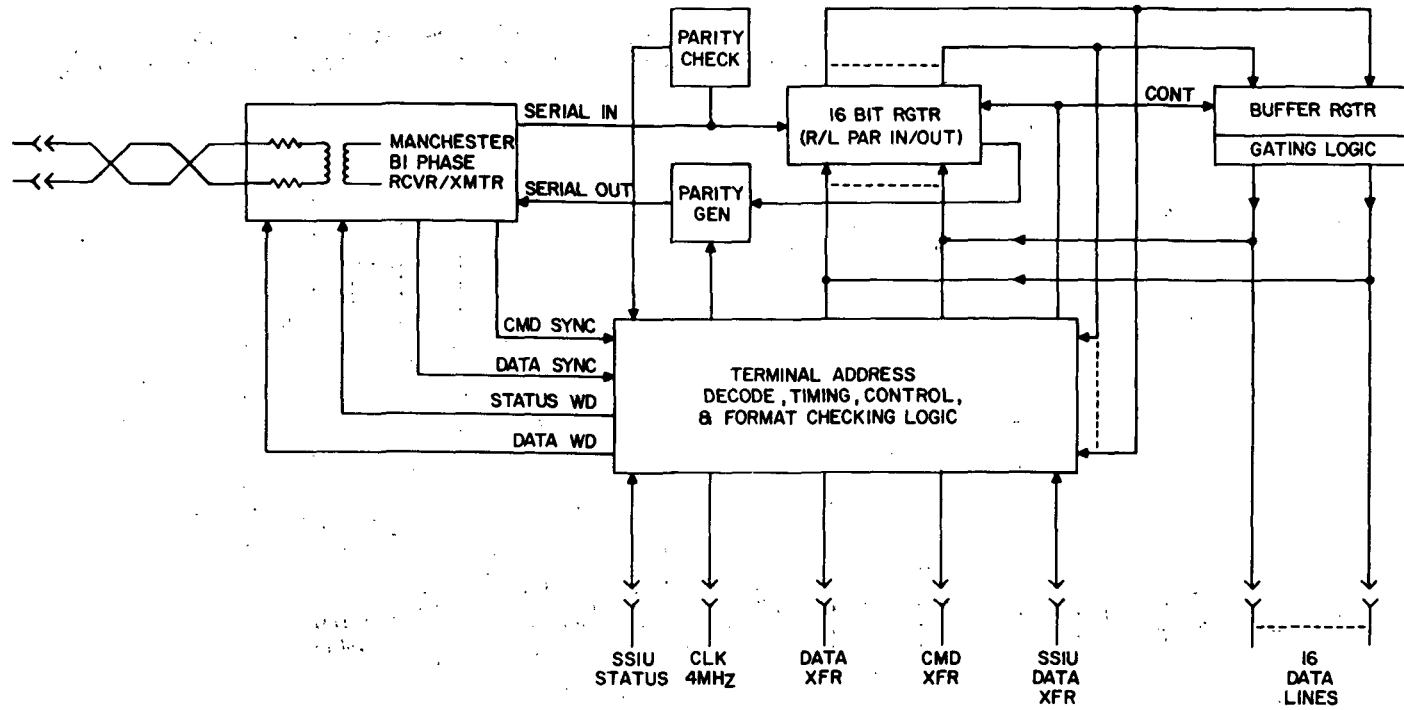 PARITY
CHECK
SERIAL IN
16 BIT RGTR
(R/L PAR IN/OUT)
CONT
BUFFER RGTR
GATING LOGIC
MANCHESTER
BI PHASE
RCVR/XMTR
SERIAL OUT
PARITY
GEN
CMD SYNC
DATA SYNC
STATUS WD
DATA WD
TERMINAL ADDRESS
DECODE, TIMING, CONTROL,
& FORMAT CHECKING LOGIC
SSIU
STATUS
CLK
4MHZ
DATA
XFR
CMD
XFR
SSIU
DATA
XFR
16
DATA
LINES